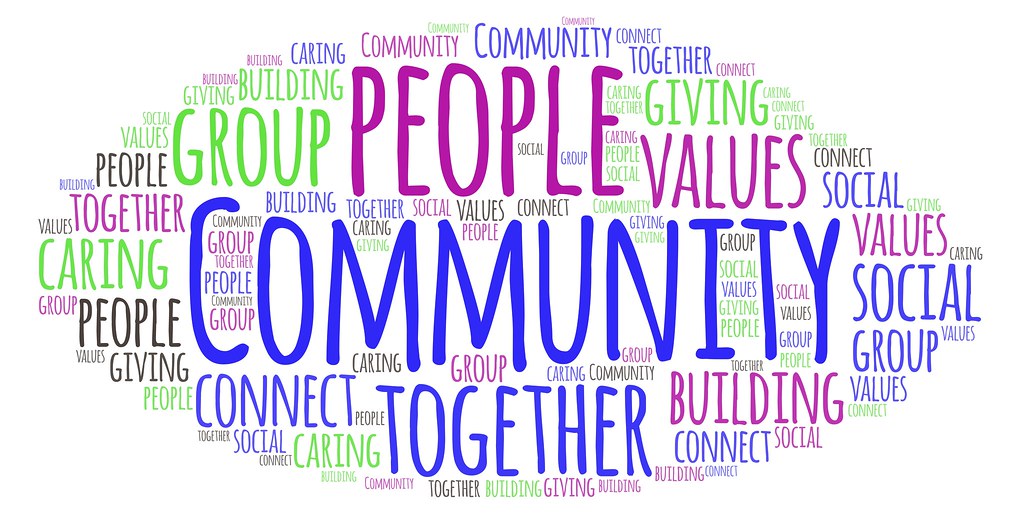 Community
Community
CARING
Community
Community
CONNECT
BUILDING
TOGETHER
CONNECT
BUILDING
GIVING
BUILDING
PEOPLE
CARING
TOGETHER
GIVING
CARING
CONNECT
GIVING
SOCIAL
VALUES
GROUP
SOCIAL
GROUP
CARING
PEOPLE
SOCIAL
VALUES
TOGETHER
CONNECT
PEOPLE
BUILDING
SOCIAL
VALUES
TOGETHER
BUILDING
TOGETHER
SOCIAL
VALUES
CONNECT
Community
GIVING
Community
CARING
GIVING
PEOPLE
GIVING
GIVING
VALUES
CARING
CARING
GROUP
TOGETHER
PEOPLE
Community
GROUP
Community
GROUP
SOCIAL
VALUES
GIVING
PEOPLE
SOCIAL
VALUES
GROUP
PEOPLE
SOCIAL
GROUP
PEOPLE
VALUES
GIVING
GROUP
VALUES
CARING
GROUP
GROUP
CARING
Community
TOGETHER
VALUES
PEOPLE
CONNECT
PEOPLE
TOGETHER
BUILDING
CONNECT
TOGETHER
SOCIAL
CONNECT
CARING
BUILDING
CONNECT
SOCIAL
BUILDING
CONNECT
Community
TOGETHER
BUILDING
GIVING
BUILDING